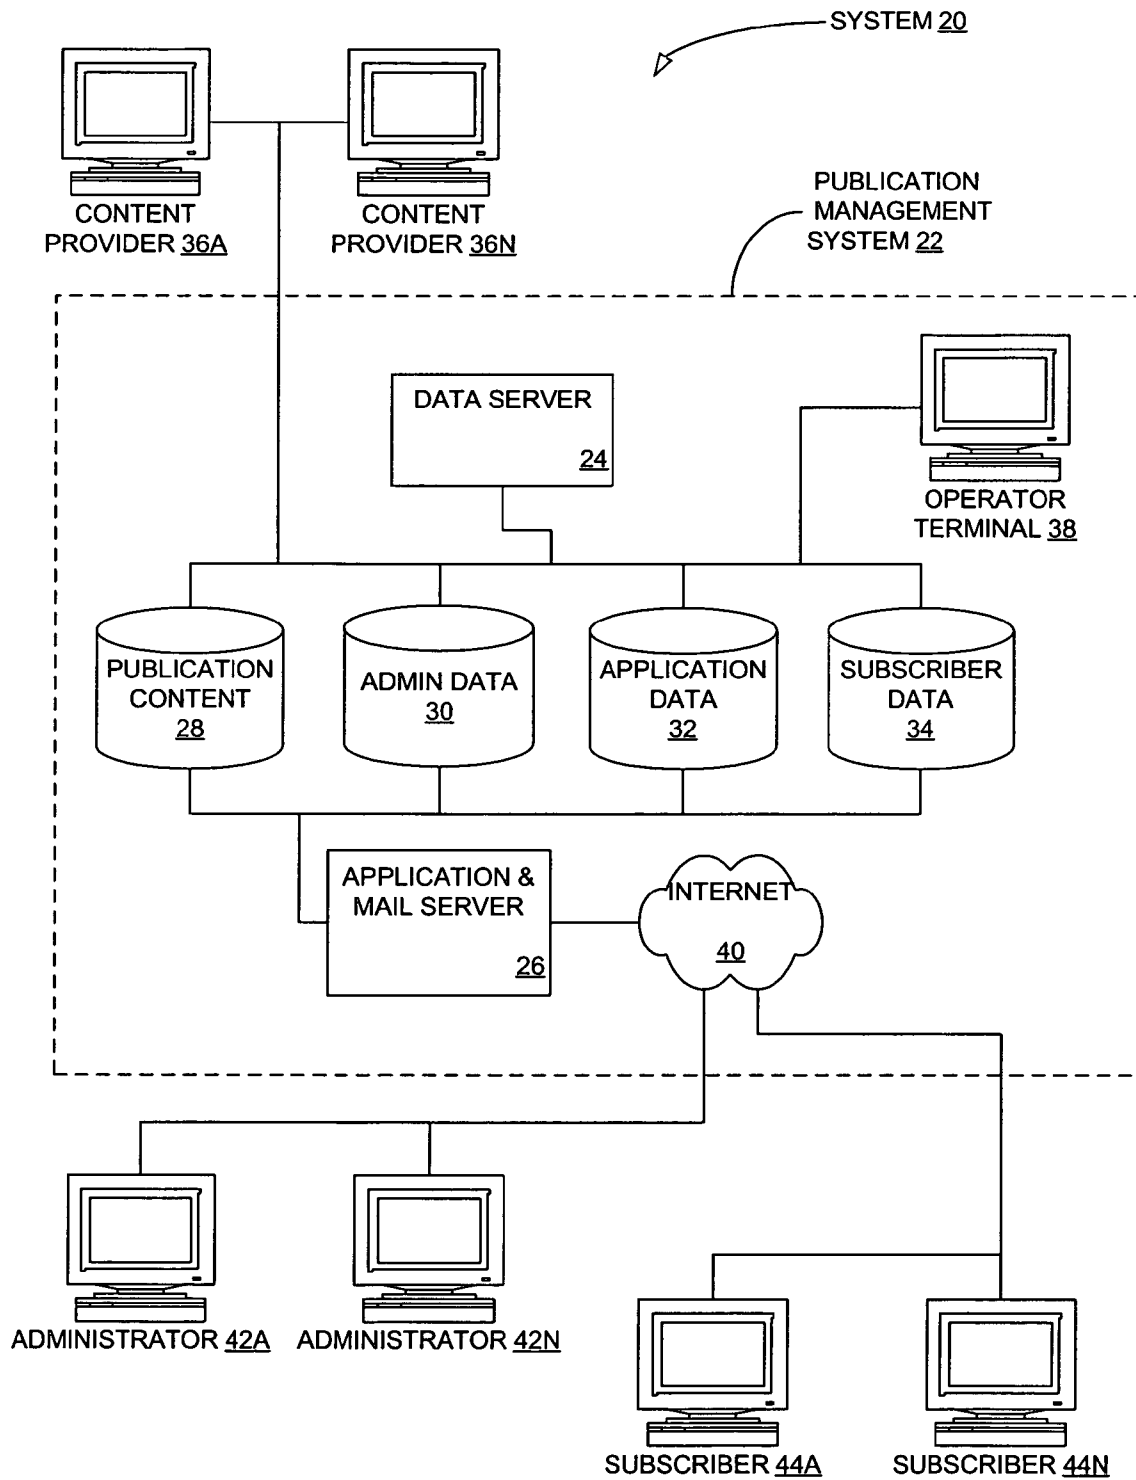 SYSTEM 20
CONTENT
PROVIDER 36A
CONTENT
PROVIDER 36N
PUBLICATION
MANAGEMENT
SYSTEM 22
DATA SERVER
24
OPERATOR
TERMINAL 38
PUBLICATION
CONTENT
28
ADMIN DATA
30
APPLICATION
DATA
32
SUBSCRIBER
DATA
34
APPLICATION &
MAIL SERVER
26
INTERNET
40
ADMINISTRATOR 42A
ADMINISTRATOR 42N
SUBSCRIBER 44A
SUBSCRIBER 44N